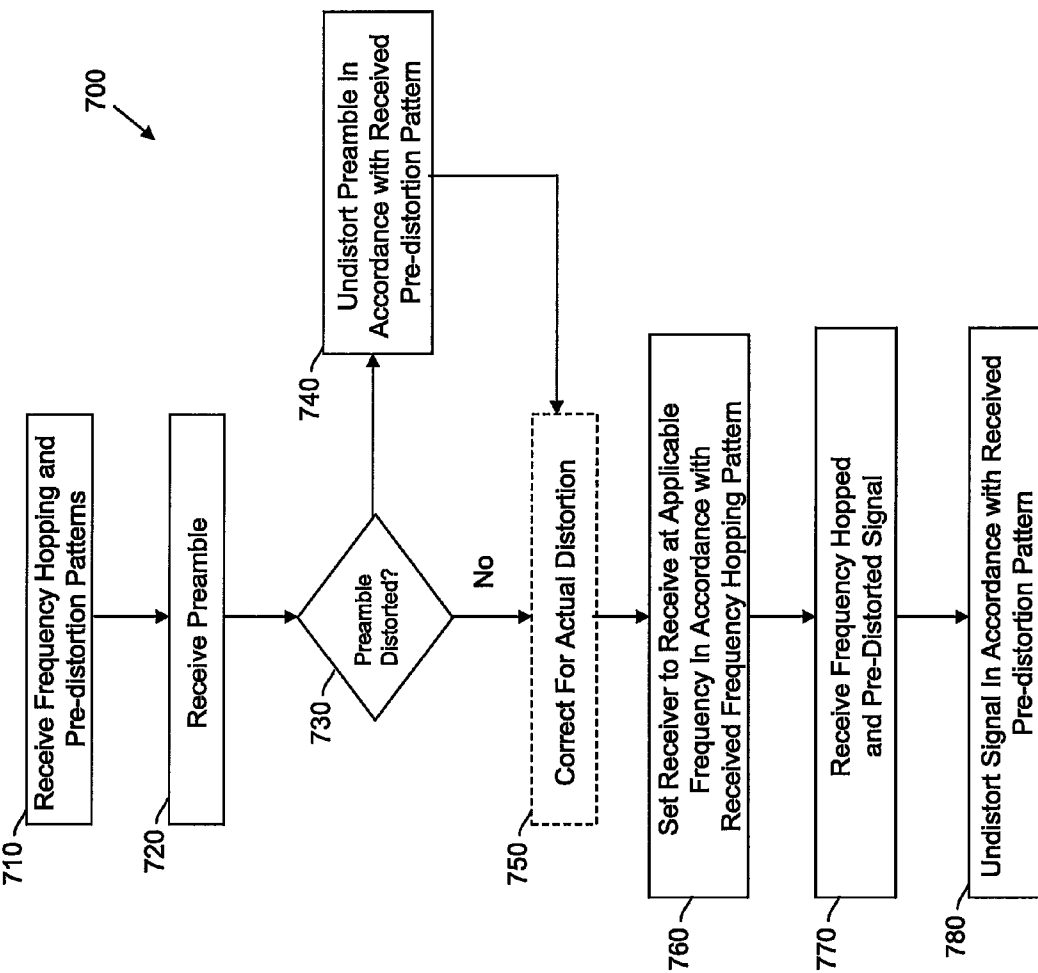 700
710
Receive Frequency Hopping and
Pre-distortion Patterns
720
Receive Preamble
730
Preamble
Distorted?
No
740
Undistort Preamble In
Accordance with Received
Pre-distortion Pattern
750
Correct For Actual Distortion
760
Set Receiver to Receive at Applicable
Frequency In Accordance with
Received Frequency Hopping Pattern
770
Receive Frequency Hopped
and Pre-Distorted Signal
780
Undistort Signal In Accordance with Received
Pre-distortion Pattern